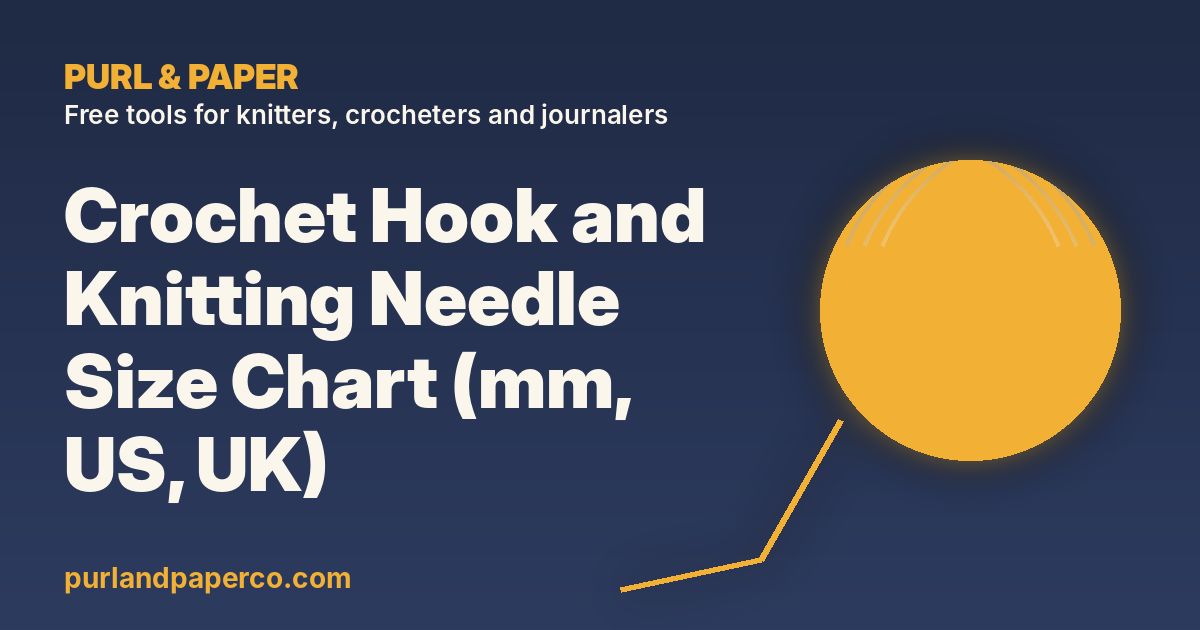 PURL & PAPER
Free tools for knitters, crocheters and journalers
Crochet Hook and
Knitting Needle
Size Chart (mm,
US, UK)
purlandpaperco.com